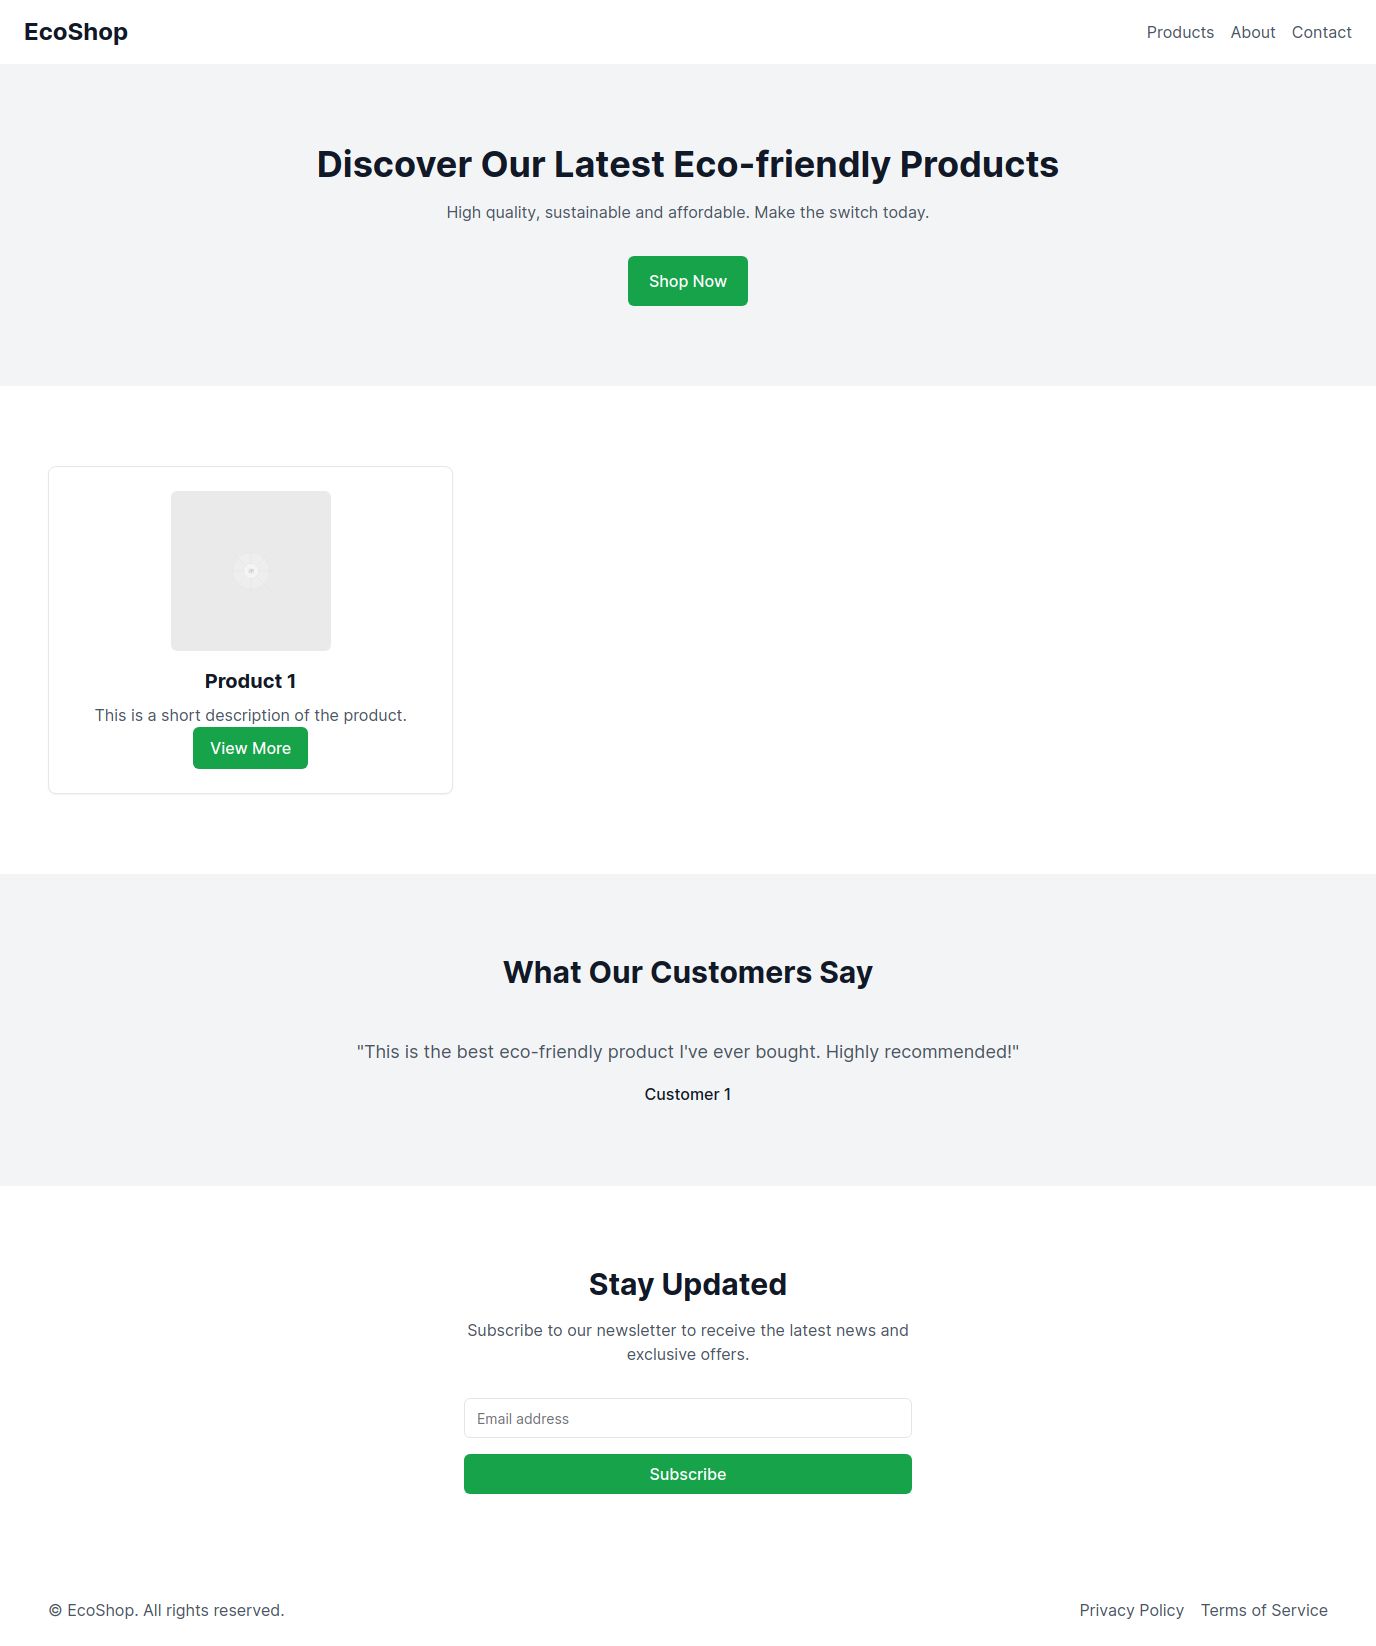 EcoShop
Products About Contact
Discover Our Latest Eco-friendly Products
High quality, sustainable and affordable. Make the switch today.
Shop Now
Product 1
This is a short description of the product.
View More
What Our Customers Say
"This is the best eco-friendly product I've ever bought. Highly recommended!"
Customer 1
Stay Updated
Subscribe to our newsletter to receive the latest news and
exclusive offers.
Email address
Subscribe
© EcoShop. All rights reserved.
Privacy Policy Terms of Service